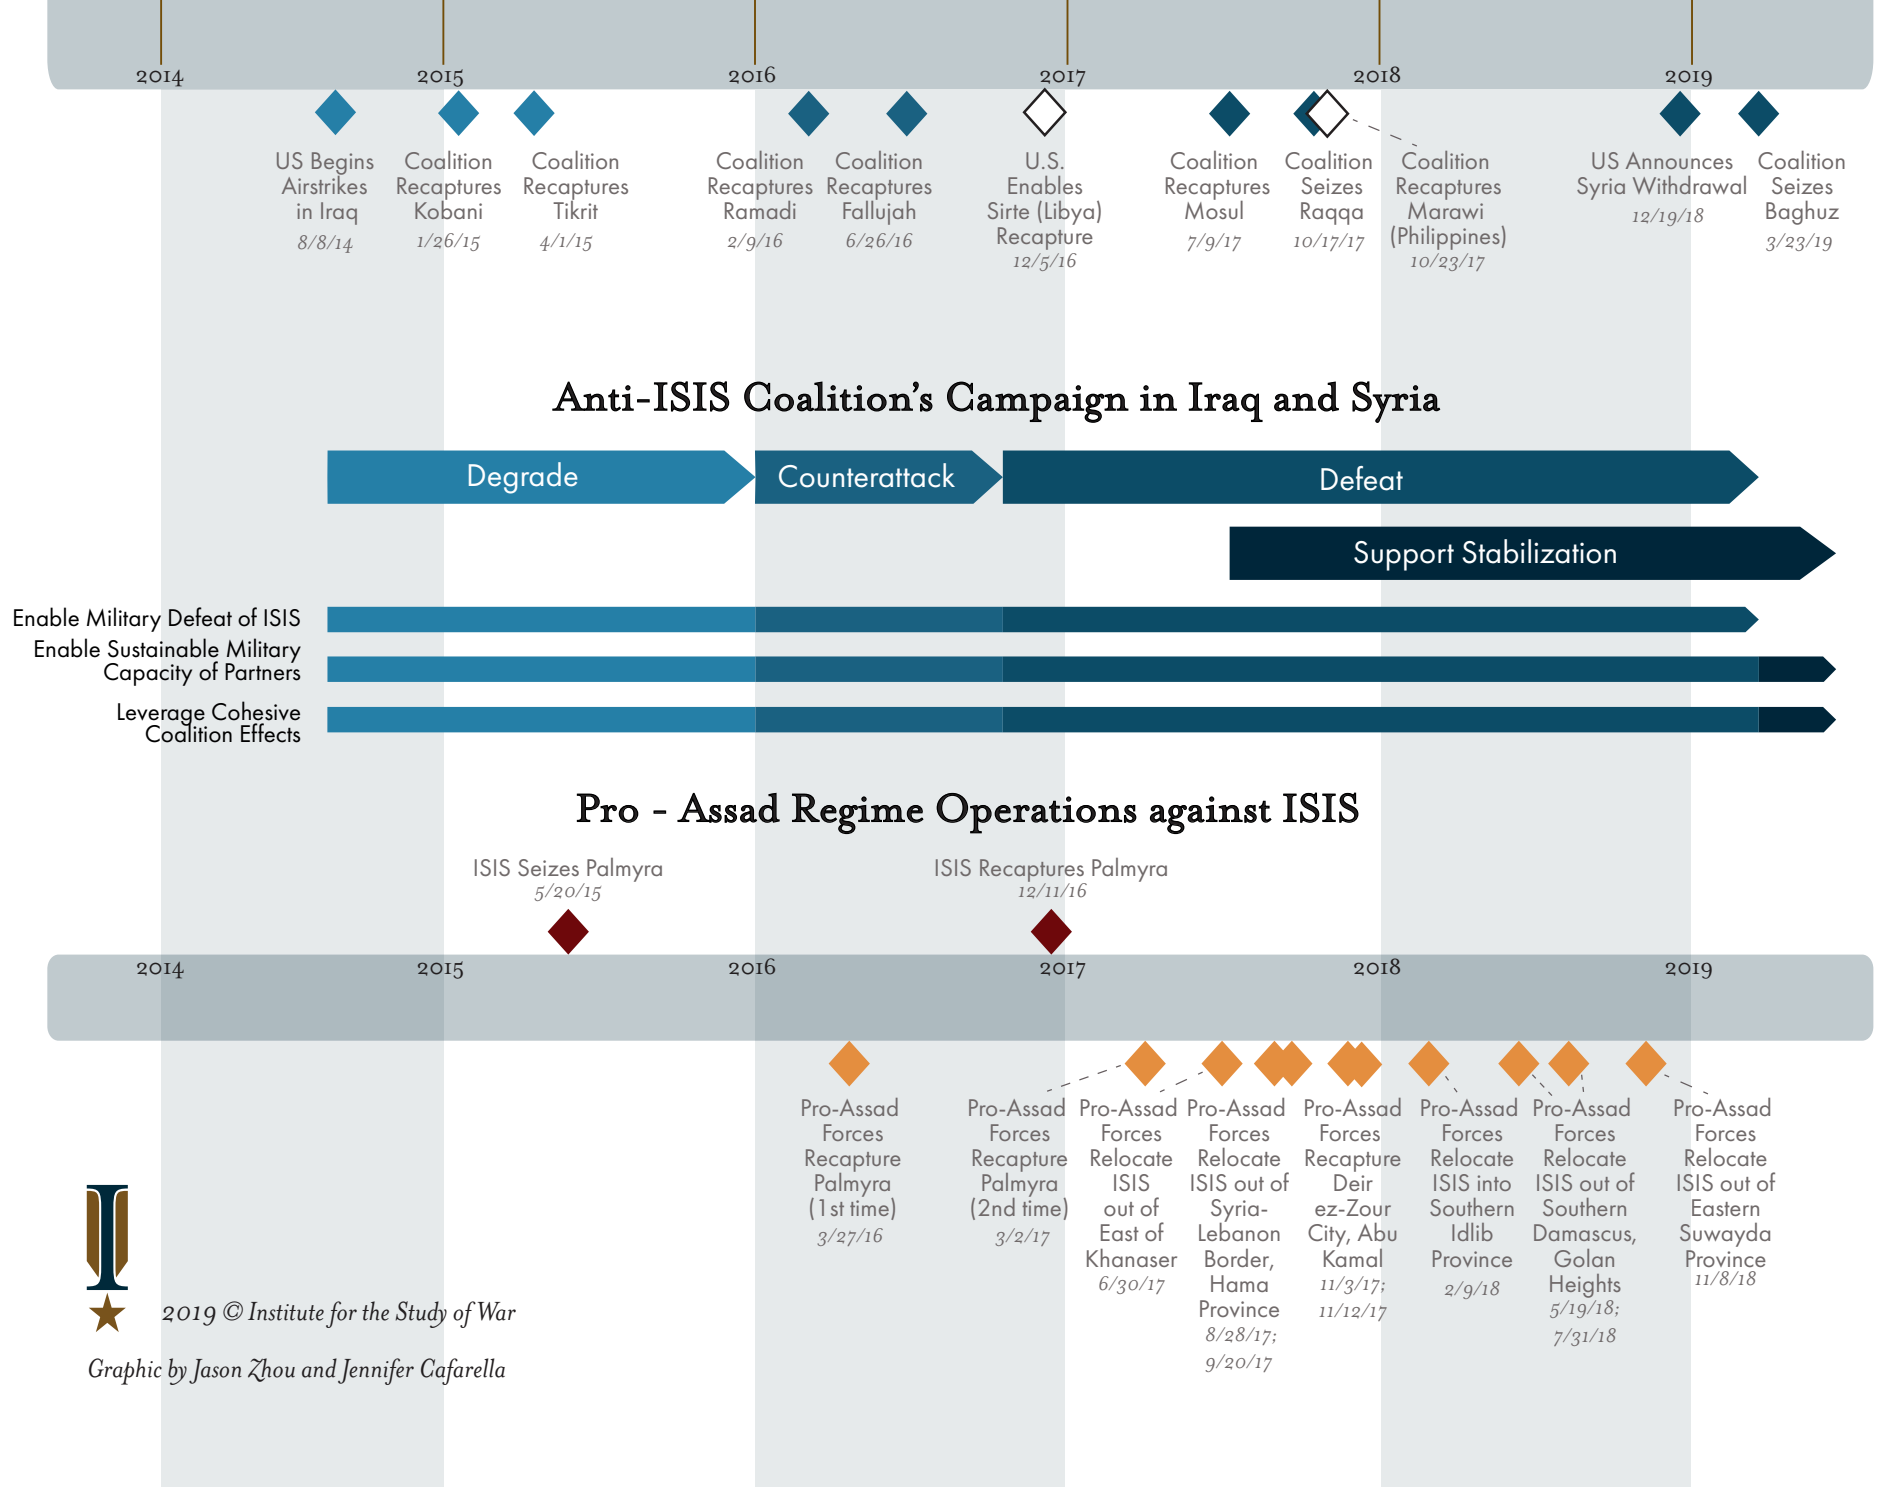 2014 2015 2016 2017 2018 2019
US Begins
Airstrikes
in Iraq
8/8/14
Coalition
Recaptures
Kobani
1/26/15
Coalition
Recaptures
Tikrit
4/1/15
Coalition
Recaptures
Ramadi
2/9/16
Coalition
Recaptures
Fallujah
6/26/16
U.S.
Enables
Sirte (Libya)
Recapture
12/5/16
Coalition
Recaptures
Mosul
7/9/17
Coalition
Seizes
Raqqa
10/17/17
Coalition
Recaptures
Marawi
(Philippines)
10/23/17
US Announces
Syria Withdrawal
12/19/18
Coalition
Seizes
Baghuz
3/23/19
Anti-ISIS Coalition’s Campaign in Iraq and Syria
Degrade
Counterattack
Defeat
Support Stabilization
Enable Military Defeat of ISIS
Enable Sustainable Military
Capacity of Partners
Leverage Cohesive
Coalition Effects
Pro - Assad Regime Operations against ISIS
ISIS Seizes Palmyra
5/20/15
ISIS Recaptures Palmyra
12/11/16
2014 2015 2016 2017 2018 2019
Pro-Assad
Forces
Recapture
Palmyra
(1st time)
3/27/16
Pro-Assad
Forces
Recapture
Palmyra
(2nd time)
3/2/17
Pro-Assad
Forces
Relocate
ISIS
out of
East of
Khanaser
6/30/17
Pro-Assad
Forces
Relocate
ISIS out of
Syria-
Lebanon
Border,
Hama
Province
8/28/17;
9/20/17
Pro-Assad
Forces
Recapture
Deir
ez-Zour
City, Abu
Kamal
11/3/17;
11/12/17
Pro-Assad
Forces
Relocate
ISIS into
Southern
Idlib
Province
2/9/18
Pro-Assad
Forces
Relocate
ISIS out of
Southern
Damascus,
Golan
Heights
5/19/18;
7/31/18
Pro-Assad
Forces
Relocate
ISIS out of
Eastern
Suwayda
Province
11/8/18
2019 © Institute for the Study of War
Graphic by Jason Zhou and Jennifer Cafarella